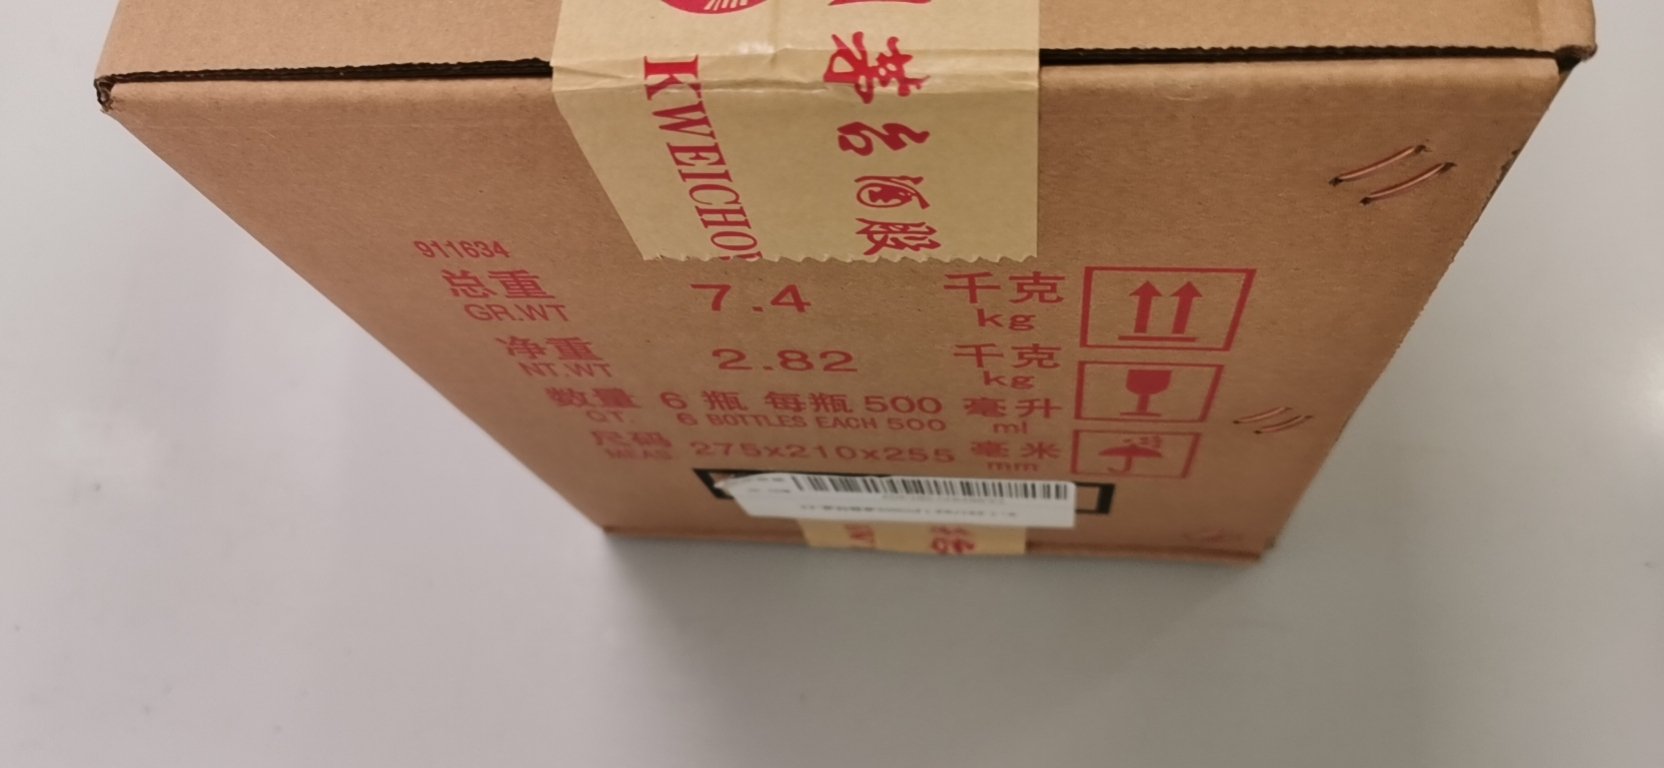 茅台酒股
KWEICHOW
911634
总重 7.4 千克
GR.WT kg
净重 2.82 千克
NT.WT kg
数量 6 瓶 每瓶 500 毫升
QT. 6 BOTTLES EACH 500 ml
尺码 275x210x255 毫米
MEAS. mm